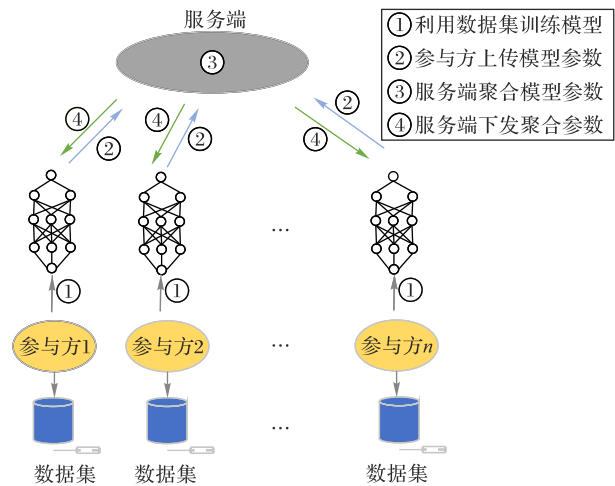 服务端
①利用数据集训练模型
②参与方上传模型参数
③服务端聚合模型参数
④服务端下发聚合参数
③
④ ② ④ ② ② ④
...
① ① ①
参与方1 参与方2 ... 参与方n
...
数据集 数据集 数据集